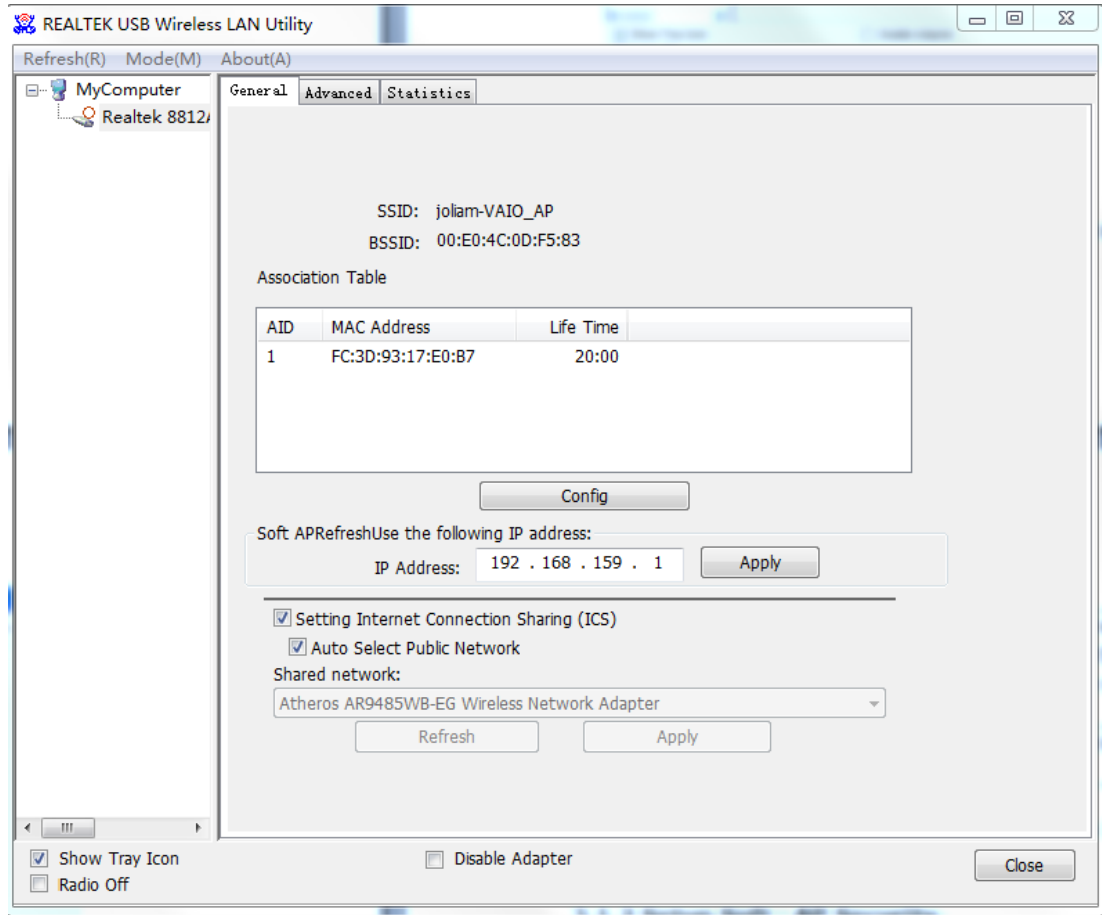 REALTEK USB Wireless LAN Utility
Refresh(R) Mode(M) About(A)
MyComputer
Realtek 8812A
General Advanced Statistics
SSID: joliam-VAIO_AP
BSSID: 00:E0:4C:0D:F5:83
Association Table
AID MAC Address Life Time
1 FC:3D:93:17:E0:B7 20:00
Config
Soft APRefreshUse the following IP address:
IP Address: 192 . 168 . 159 . 1 Apply
Setting Internet Connection Sharing (ICS)
Auto Select Public Network
Shared network:
Atheros AR9485WB-EG Wireless Network Adapter
Refresh Apply
Show Tray Icon Disable Adapter
Close
Radio Off